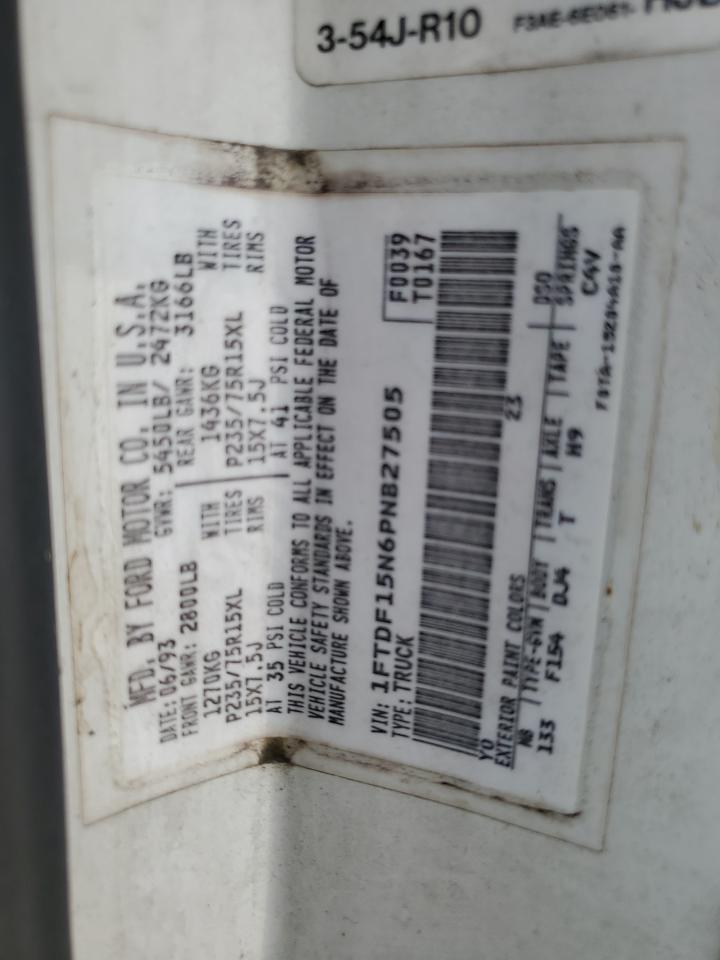 3-54J-R10 F3AE-6E061-
MFD. BY FORD MOTOR CO. IN U.S.A.
DATE: 06/93 GVWR: 5450LB/ 2472KG
FRONT GAWR: 2800LB REAR GAWR: 3166LB
1270KG WITH 1436KG WITH
P235/75R15XL TIRES P235/75R15XL TIRES
15X7.5J RIMS 15X7.5J RIMS
AT 35 PSI COLD AT 41 PSI COLD
THIS VEHICLE CONFORMS TO ALL APPLICABLE FEDERAL MOTOR
VEHICLE SAFETY STANDARDS IN EFFECT ON THE DATE OF
MANUFACTURE SHOWN ABOVE.
VIN: 1FTDF15N6PNB27505 F0039
TYPE: TRUCK T0167
YO 23
EXTERIOR PAINT COLORS DSO
WB | TYPE-GVW | BODY | TRANS | AXLE | TAPE | SPRINGS
133 F154 DJ4 T H9 C4V